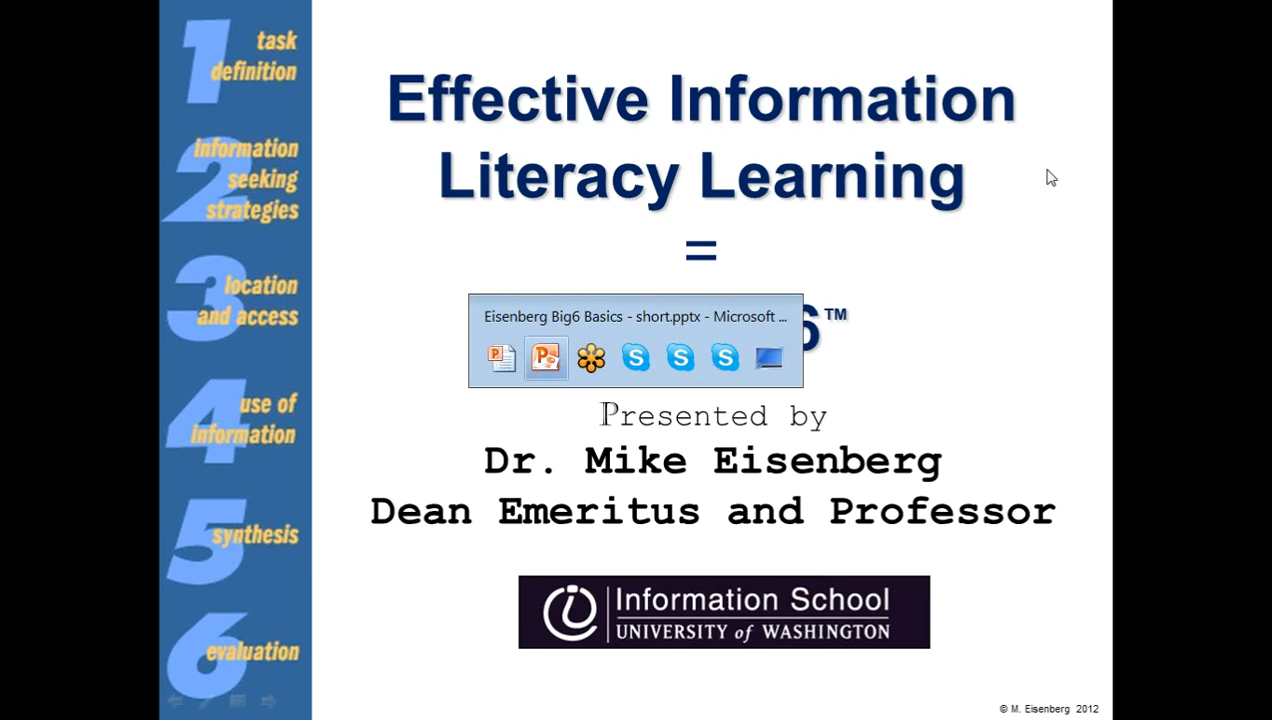 1 task
definition
2 information
seeking
strategies
3 location
and access
4 use of
information
5 synthesis
6 evaluation
Effective Information
Literacy Learning
=
6™
Eisenberg Big6 Basics - short.pptx - Microsoft ...
Presented by
Dr. Mike Eisenberg
Dean Emeritus and Professor
Information School
UNIVERSITY of WASHINGTON
© M. Eisenberg 2012